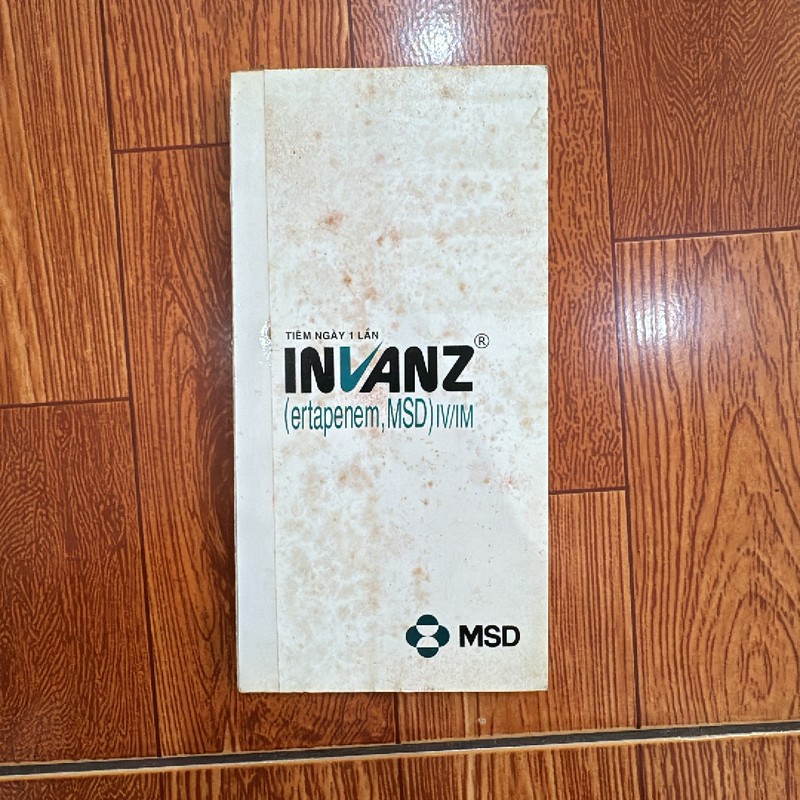 TIÊM NGÀY 1 LẦN
INVANZ®
(ertapenem, MSD) IV/IM
MSD